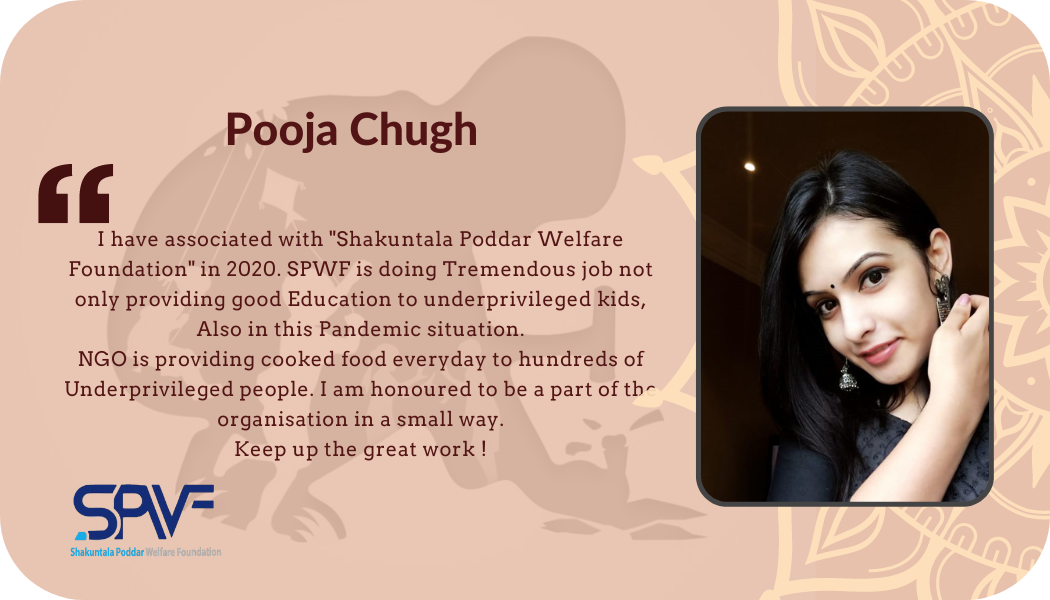 Pooja Chugh
“
I have associated with "Shakuntala Poddar Welfare
Foundation" in 2020. SPWF is doing Tremendous job not
only providing good Education to underprivileged kids,
Also in this Pandemic situation.
NGO is providing cooked food everyday to hundreds of
Underprivileged people. I am honoured to be a part of the
organisation in a small way.
Keep up the great work !
SPWF
Shakuntala Poddar Welfare Foundation